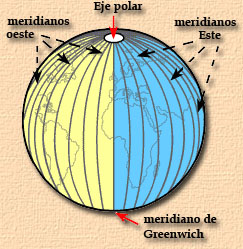 Eje polar
meridianos
oeste
meridianos
Este
meridiano de
Greenwich